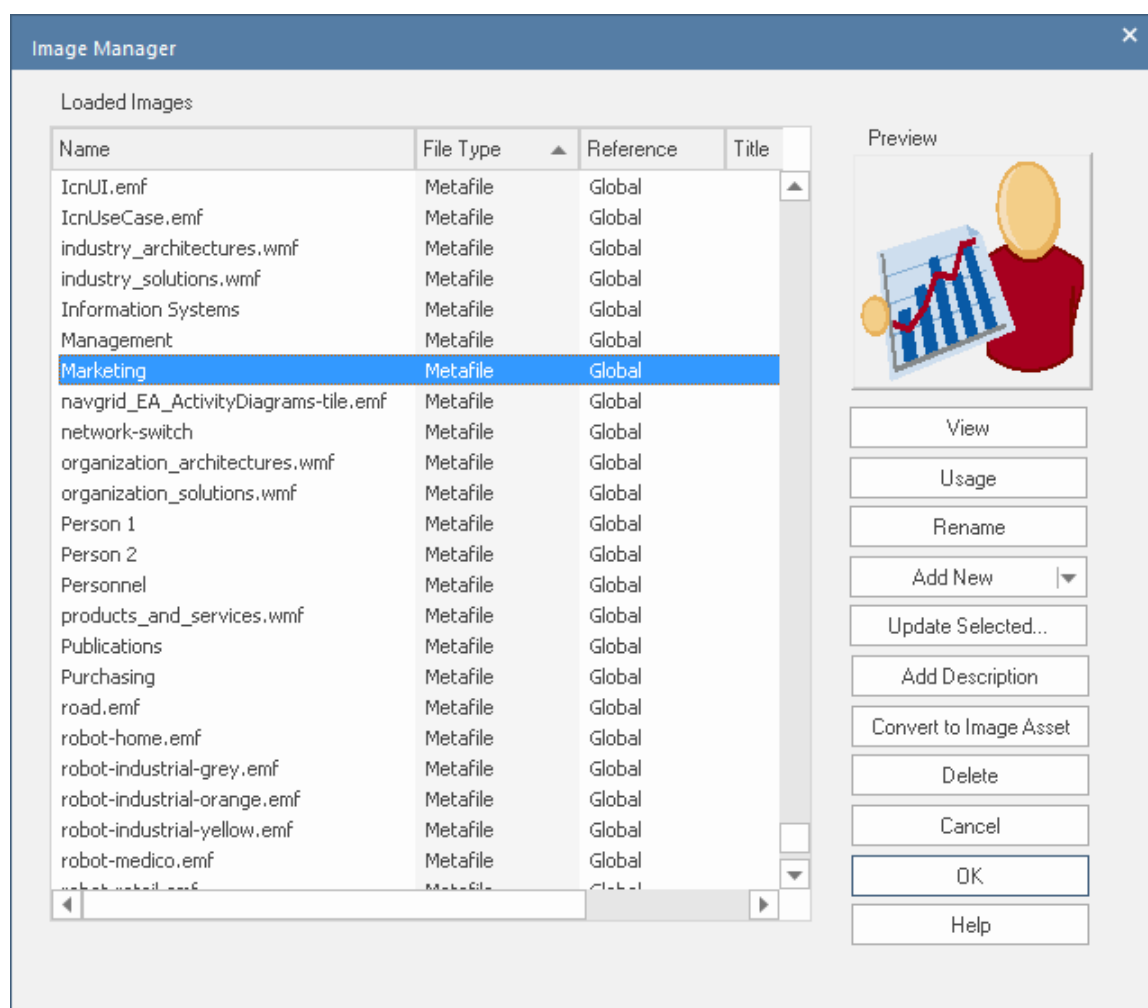 Image Manager
Loaded Images
Name File Type Reference Title
IcnUI.emf Metafile Global
IcnUseCase.emf Metafile Global
industry_architectures.wmf Metafile Global
industry_solutions.wmf Metafile Global
Information Systems Metafile Global
Management Metafile Global
Marketing Metafile Global
navgrid_EA_ActivityDiagrams-tile.emf Metafile Global
network-switch Metafile Global
organization_architectures.wmf Metafile Global
organization_solutions.wmf Metafile Global
Person 1 Metafile Global
Person 2 Metafile Global
Personnel Metafile Global
products_and_services.wmf Metafile Global
Publications Metafile Global
Purchasing Metafile Global
road.emf Metafile Global
robot-home.emf Metafile Global
robot-industrial-grey.emf Metafile Global
robot-industrial-orange.emf Metafile Global
robot-industrial-yellow.emf Metafile Global
robot-medico.emf Metafile Global
Preview
View
Usage
Rename
Add New
Update Selected...
Add Description
Convert to Image Asset
Delete
Cancel
OK
Help